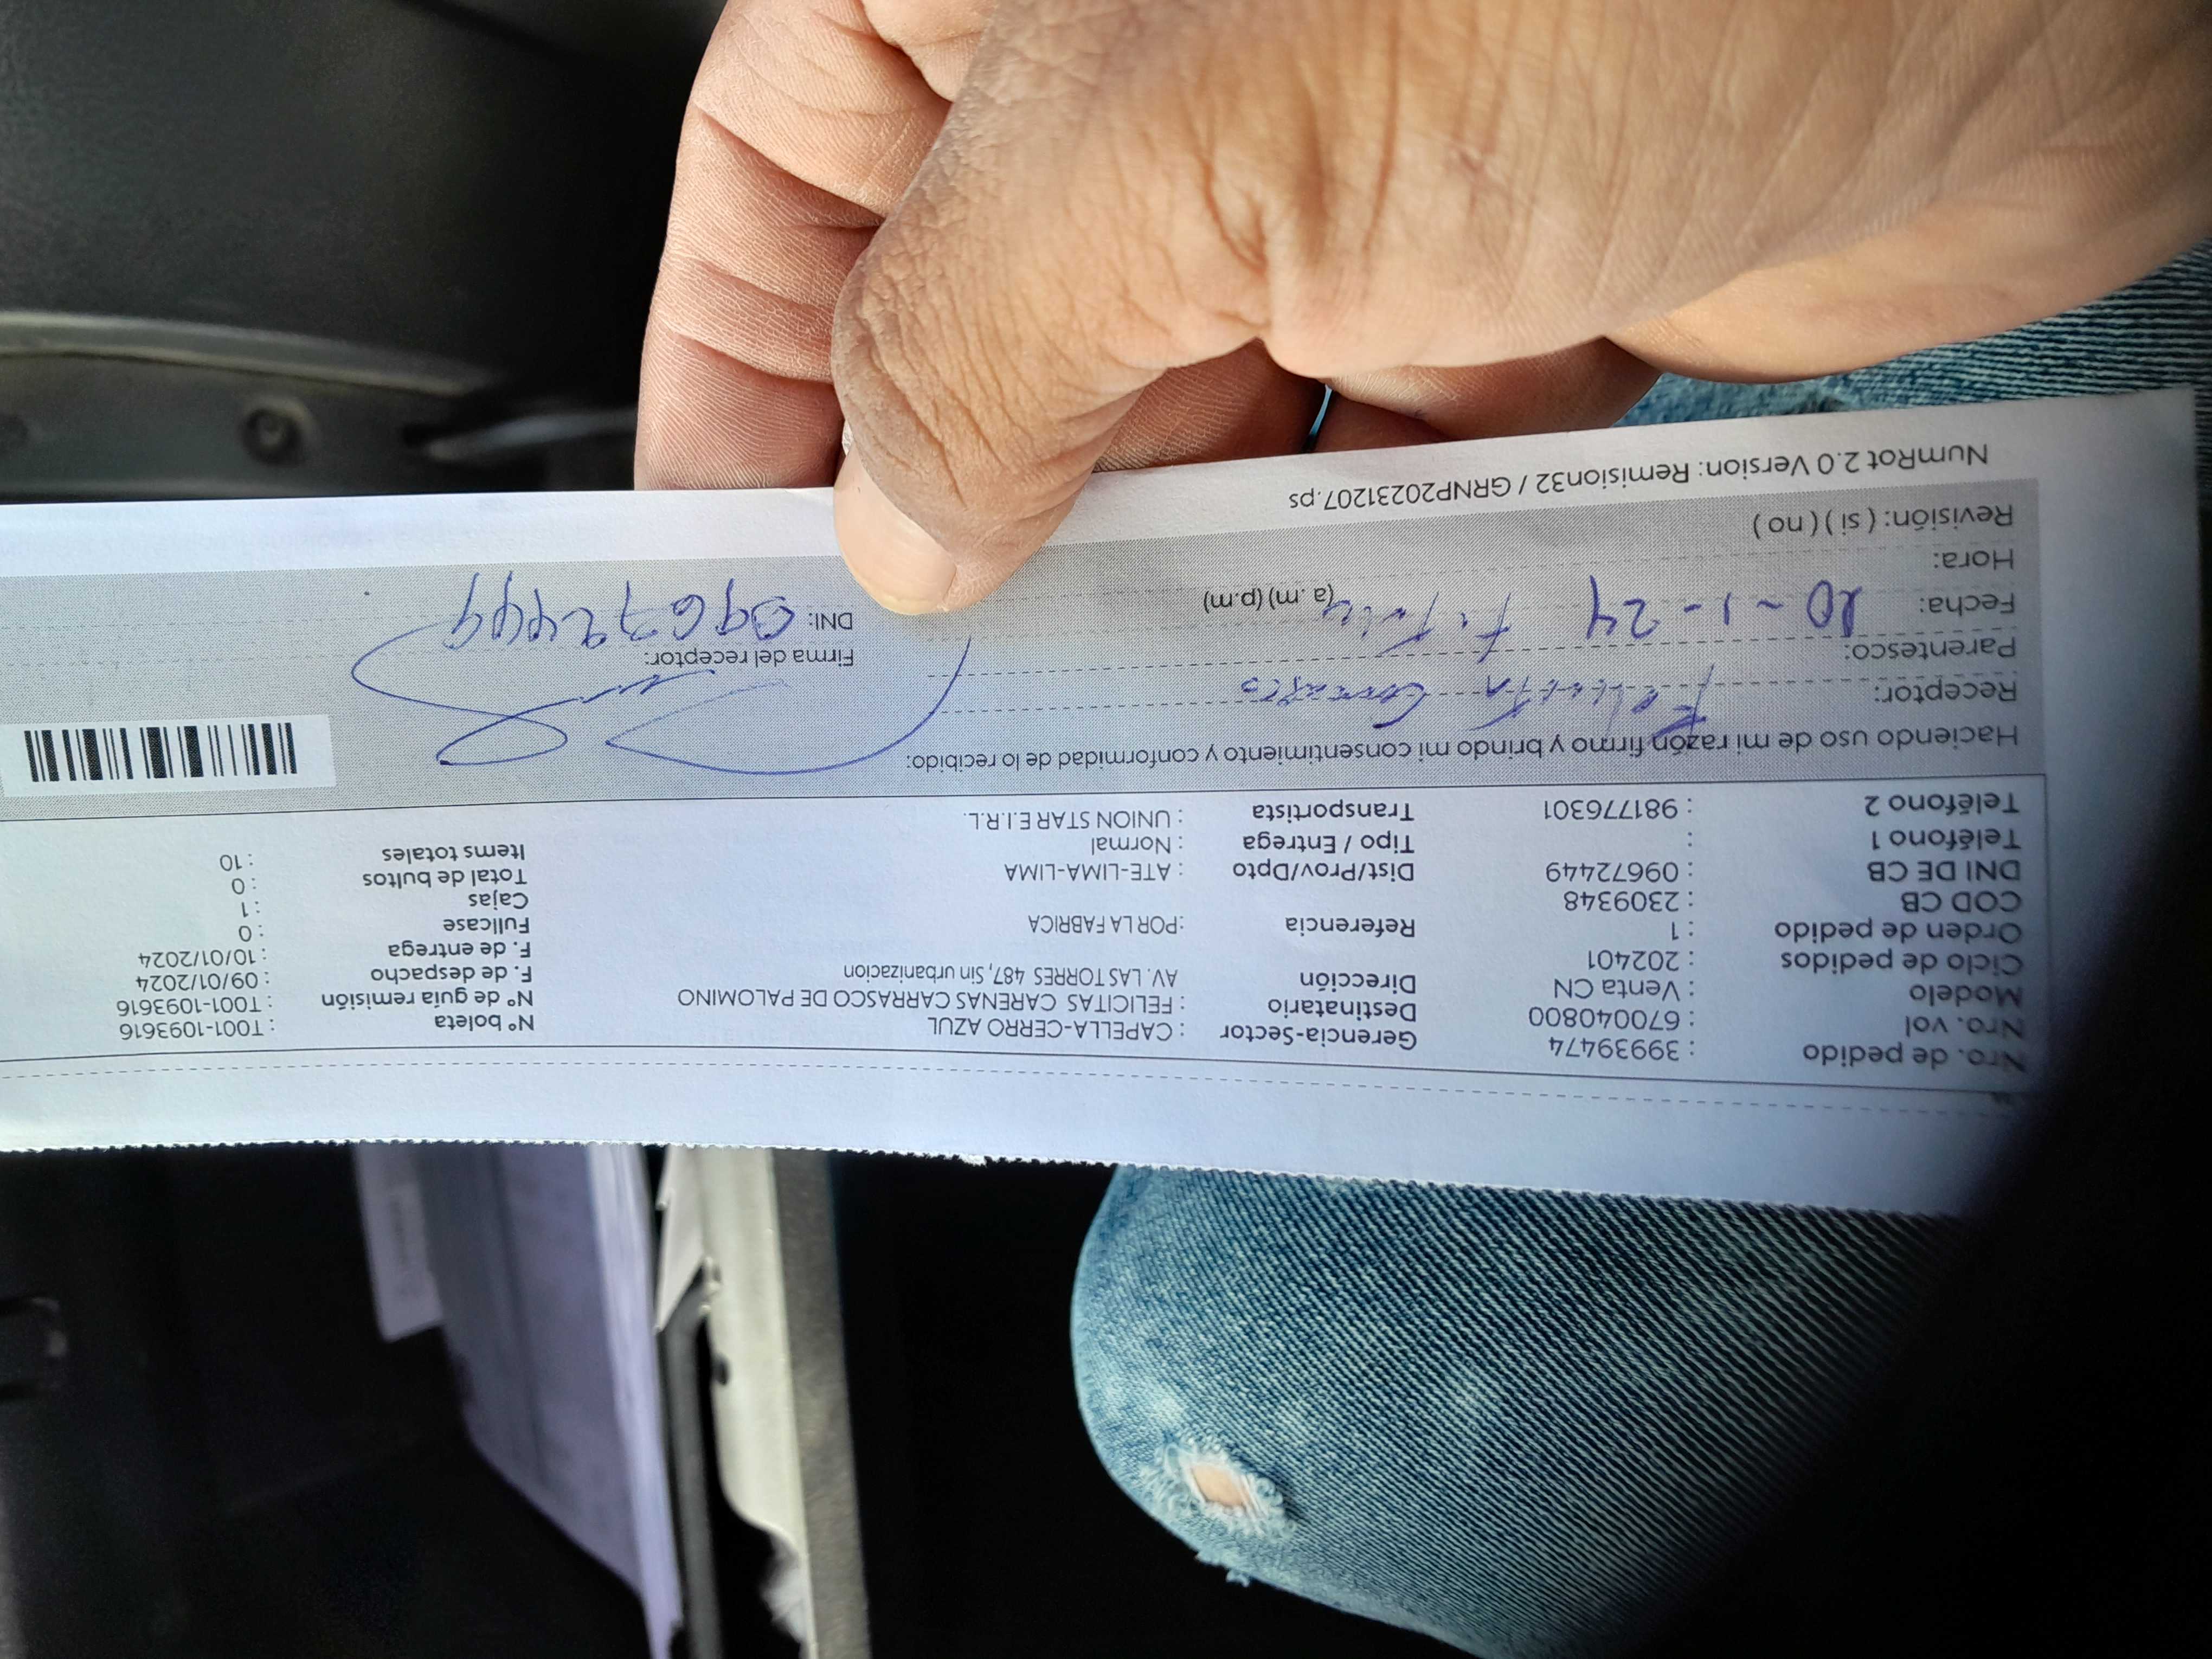 Nro. de pedido : 39939474 Gerencia-Sector : CAPELLA-CERRO AZUL N° boleta : T001-1093616
Nro. vol : 670040800 Destinatario : FELICITAS CARENAS CARRASCO DE PALOMINO N° de guía remisión : T001-1093616
Modelo : Venta CN Dirección AV. LAS TORRES 487, Sin urbanizacion F. de despacho : 09/01/2024
Ciclo de pedidos : 202401 F. de entrega : 10/01/2024
Orden de pedido : 1 Referencia :POR LA FABRICA Fullcase : 0
COD CB : 2309348 Cajas : 1
DNI DE CB : 09672449 Dist/Prov/Dpto : ATE-LIMA-LIMA Total de bultos : 0
Teléfono 1 : Tipo / Entrega : Normal Items totales : 10
Teléfono 2 : 981776301 Transportista : UNION STAR E.I.R.L.
Haciendo uso de mi razón firmo y brindo mi consentimiento y conformidad de lo recibido:
Receptor:
Parentesco: Firma del receptor:
Fecha: 10-1-24 DNI: 09672449
Hora: (a. m) (p.m)
Revisión: ( si ) ( no )
NumRot 2.0 Version: Remision32 / GRNP20231207.ps